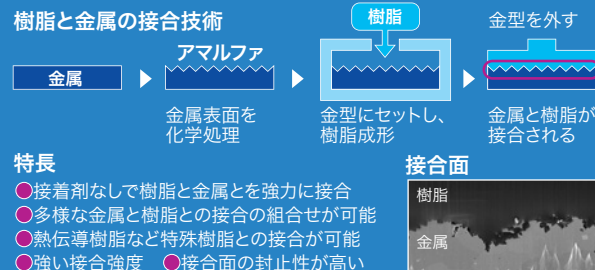 樹脂と金属の接合技術
樹脂
金型を外す
アマルファ
金属
金属表面を
化学処理
金型にセットし、
樹脂成形
金属と樹脂が
接合される
特長
●接着剤なしで樹脂と金属とを強力に接合
●多様な金属と樹脂との接合の組合せが可能
●熱伝導樹脂など特殊樹脂との接合が可能
●強い接合強度 ●接合面の封止性が高い
接合面
樹脂
金属